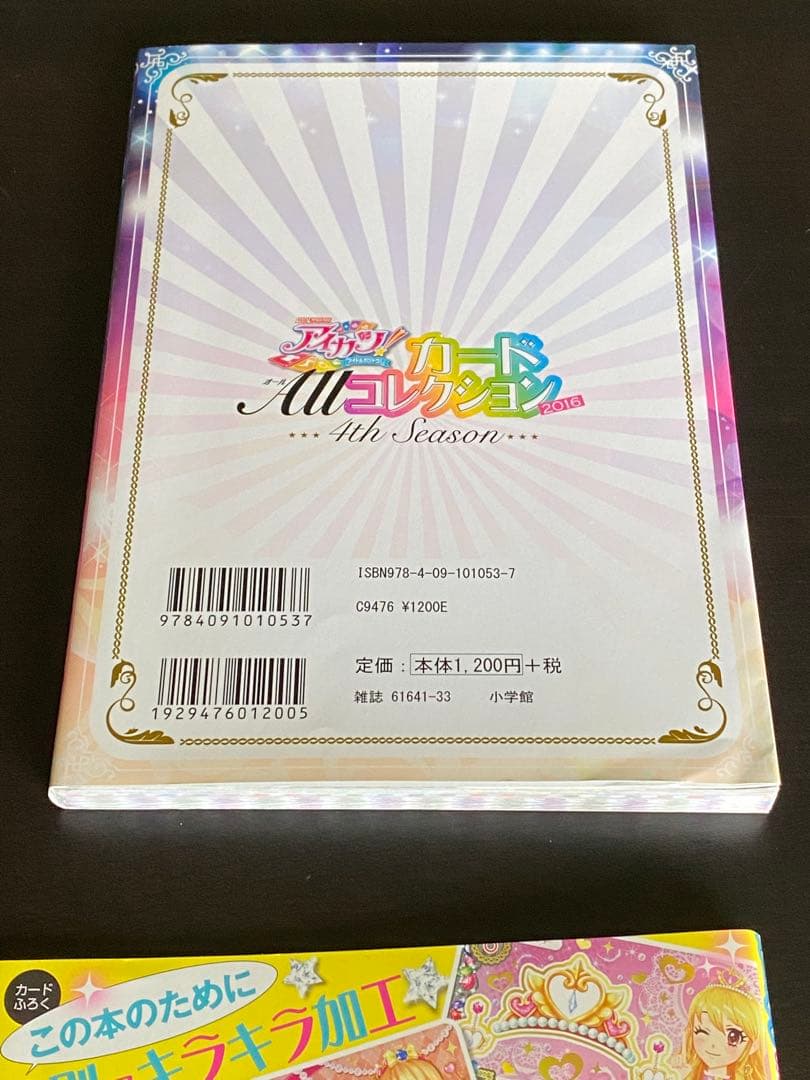 アイカツ!
カード
オール
Allコレクション
2016
4th Season
ISBN978-4-09-101053-7
9784091010537
C9476 ¥1200E
定価:本体1,200円+税
1929476012005
雑誌 61641-33 小学館
カード
ふろく
この本のために
キラキラ加工